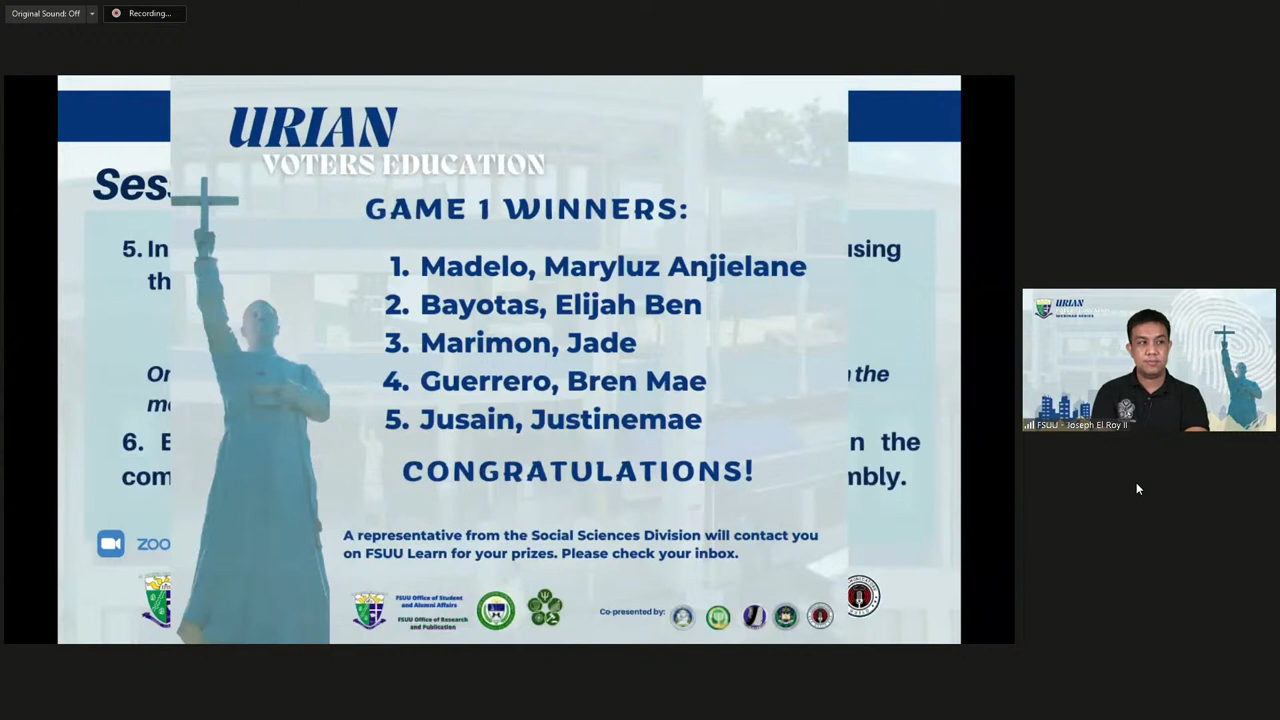 Original Sound: Off
Recording...
URIAN
VOTERS EDUCATION
Ses
GAME 1 WINNERS:
5. In
using
th
1. Madelo, Maryluz Anjielane
2. Bayotas, Elijah Ben
3. Marimon, Jade
4. Guerrero, Bren Mae
5. Jusain, Justinemae
Or
the
me
6. E
n the
com
mbly.
CONGRATULATIONS!
A representative from the Social Sciences Division will contact you
on FSUU Learn for your prizes. Please check your inbox.
ZOO
FSUU Office of Student
and Alumni Affairs
FSUU Office of Research
and Publication
Co-presented by:
URIAN
WEBINAR SERIES
FSUU - Joseph El Roy II